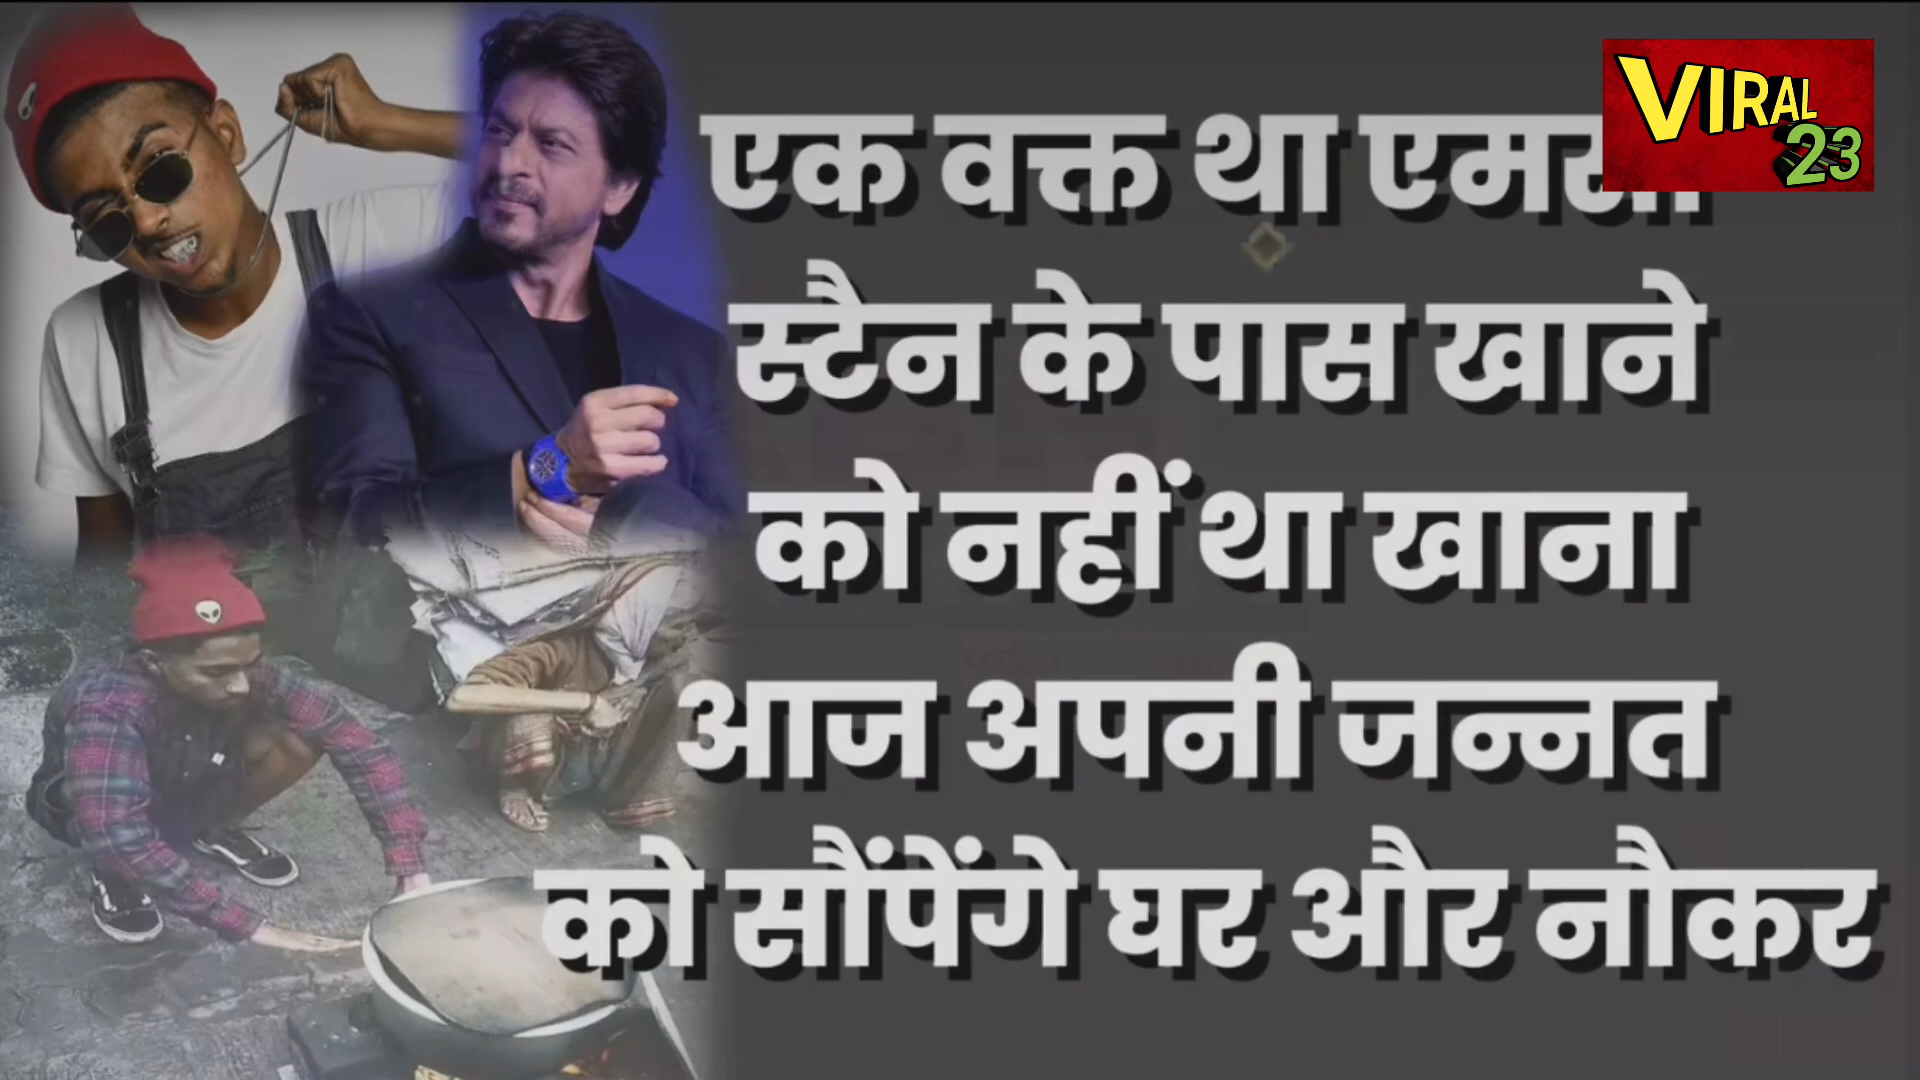 VIRAL
23
एक वक्त था
स्टैन के पास खाने
को नहीं था खाना
आज अपनी जन्नत
को सौंपेंगे घर और नौकर